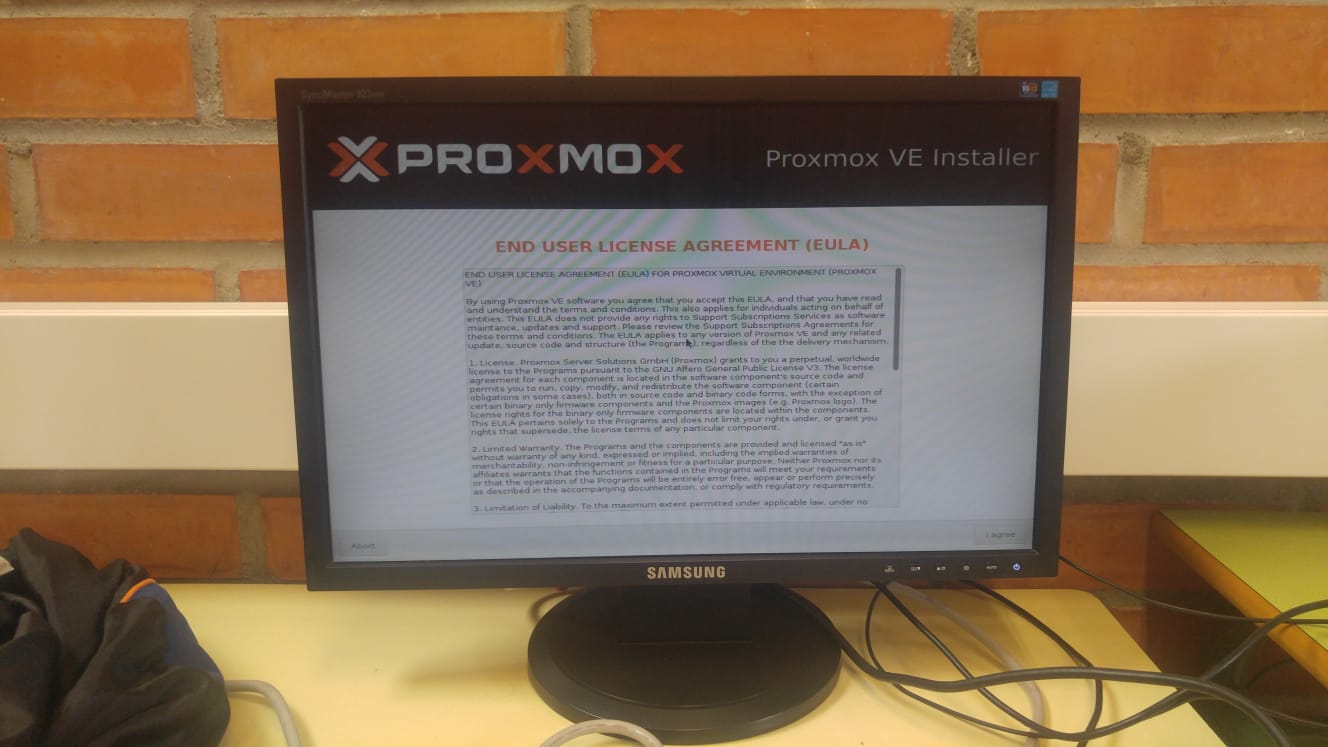 SyncMaster
PROXMOX
Proxmox VE Installer
END USER LICENSE AGREEMENT (EULA)
END USER LICENSE AGREEMENT (EULA) FOR PROXMOX VIRTUAL ENVIRONMENT (PROXMOX
VE)
By using Proxmox VE software you agree that you accept this EULA, and that you have read
and understand the terms and conditions. This also applies for individuals acting on behalf of
entities. This EULA does not provide any rights to Support Subscriptions Services as software
maintance, updates and support. Please review the Support Subscriptions Agreements for
these terms and conditions. The EULA applies to any version of Proxmox VE and any related
update, source code and structure (the Programs), regardless of the the delivery mechanism.
1. License. Proxmox Server Solutions GmbH (Proxmox) grants to you a perpetual, worldwide
license to the Programs pursuant to the GNU Affero General Public License V3. The license
agreement for each component is located in the software component's source code and
permits you to run, copy, modify, and redistribute the software component (certain
obligations in some cases), both in source code and binary code forms, with the exception of
certain binary only firmware components and the Proxmox images (e.g. Proxmox logo). The
license rights for the binary only firmware components are located within the components.
This EULA pertains solely to the Programs and does not limit your rights under, or grant you
rights that supersede, the license terms of any particular component.
2. Limited Warranty. The Programs and the components are provided and licensed "as is"
without warranty of any kind, expressed or implied, including the implied warranties of
merchantability, non-infringement or fitness for a particular purpose. Neither Proxmox nor its
affiliates warrants that the functions contained in the Programs will meet your requirements
or that the operation of the Programs will be entirely error free, appear or perform precisely
as described in the accompanying documentation, or comply with regulatory requirements.
3. Limitation of Liability. To the maximum extent permitted under applicable law, under no
Abort
I agree
SAMSUNG
AUTO